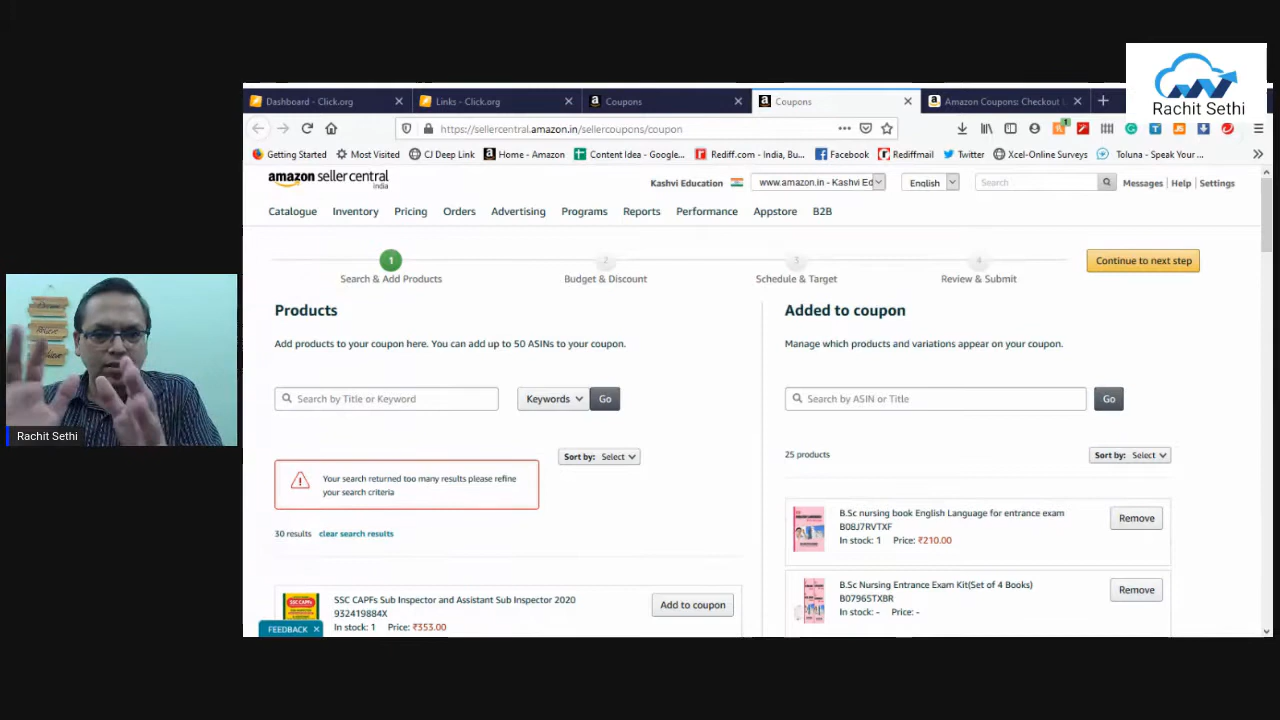 Rachit Sethi
Dashboard - Click.org
Links - Click.org
Coupons
Coupons
Amazon Coupons: Checkout
https://sellercentral.amazon.in/sellercoupons/coupon
Getting Started
Most Visited
CJ Deep Link
Home - Amazon
Content Idea - Google...
Rediff.com - India, Bu...
Facebook
Rediffmail
Twitter
Xcel-Online Surveys
Toluna - Speak Your ...
amazon seller central
india
Kashvi Education
www.amazon.in - Kashvi Ed
English
Search
Messages
Help
Settings
Catalogue
Inventory
Pricing
Orders
Advertising
Programs
Reports
Performance
Appstore
B2B
1
2
3
4
Search & Add Products
Budget & Discount
Schedule & Target
Review & Submit
Continue to next step
Products
Add products to your coupon here. You can add up to 50 ASINs to your coupon.
Search by Title or Keyword
Keywords
Go
Sort by: Select
Your search returned too many results please refine
your search criteria
30 results
clear search results
SSC CAPFs Sub Inspector and Assistant Sub Inspector 2020
932419884X
In stock: 1 Price: ₹353.00
Add to coupon
FEEDBACK
Added to coupon
Manage which products and variations appear on your coupon.
Search by ASIN or Title
Go
25 products
Sort by: Select
B.Sc nursing book English Language for entrance exam
B08J7RVTXF
In stock: 1 Price: ₹210.00
Remove
B.Sc Nursing Entrance Exam Kit(Set of 4 Books)
B07965TXBR
In stock: - Price: -
Remove
Rachit Sethi